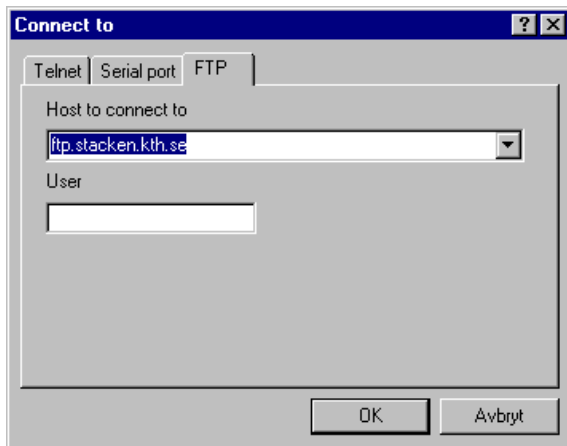 Connect to
Telnet Serial port FTP
Host to connect to
ftp.stacken.kth.se
User
OK Avbryt